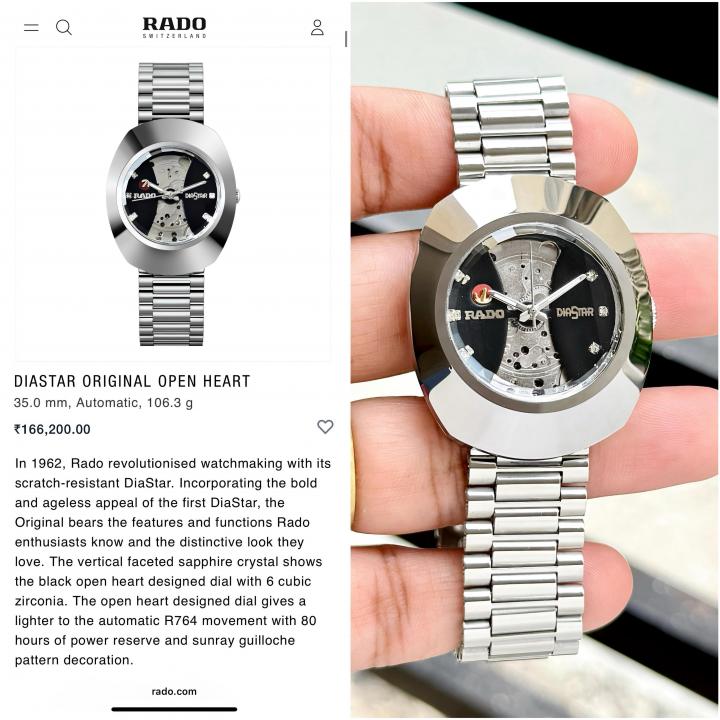 RADO
SWITZERLAND
RADO
DIASTAR
DIASTAR ORIGINAL OPEN HEART
35.0 mm, Automatic, 106.3 g
₹166,200.00
In 1962, Rado revolutionised watchmaking with its
scratch-resistant DiaStar. Incorporating the bold
and ageless appeal of the first DiaStar, the
Original bears the features and functions Rado
enthusiasts know and the distinctive look they
love. The vertical faceted sapphire crystal shows
the black open heart designed dial with 6 cubic
zirconia. The open heart designed dial gives a
lighter to the automatic R764 movement with 80
hours of power reserve and sunray guilloche
pattern decoration.
rado.com
RADO
DIASTAR